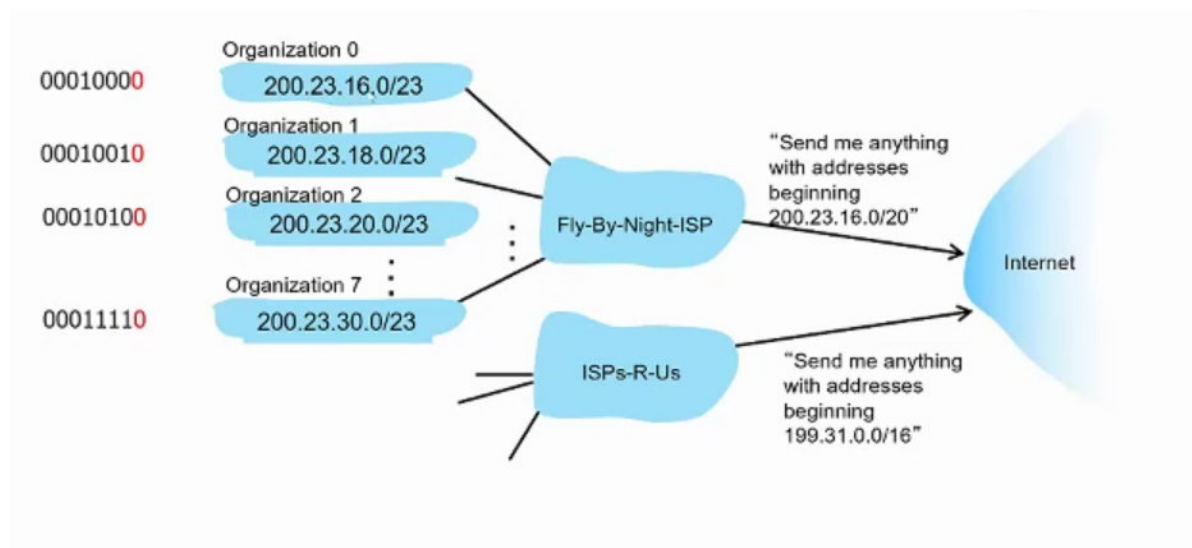 Organization 0
00010000
200.23.16.0/23
Organization 1
00010010
200.23.18.0/23
Organization 2
00010100
200.23.20.0/23
Organization 7
00011110
200.23.30.0/23
Fly-By-Night-ISP
“Send me anything
with addresses
beginning
200.23.16.0/20”
Internet
ISPs-R-Us
“Send me anything
with addresses
beginning
199.31.0.0/16”